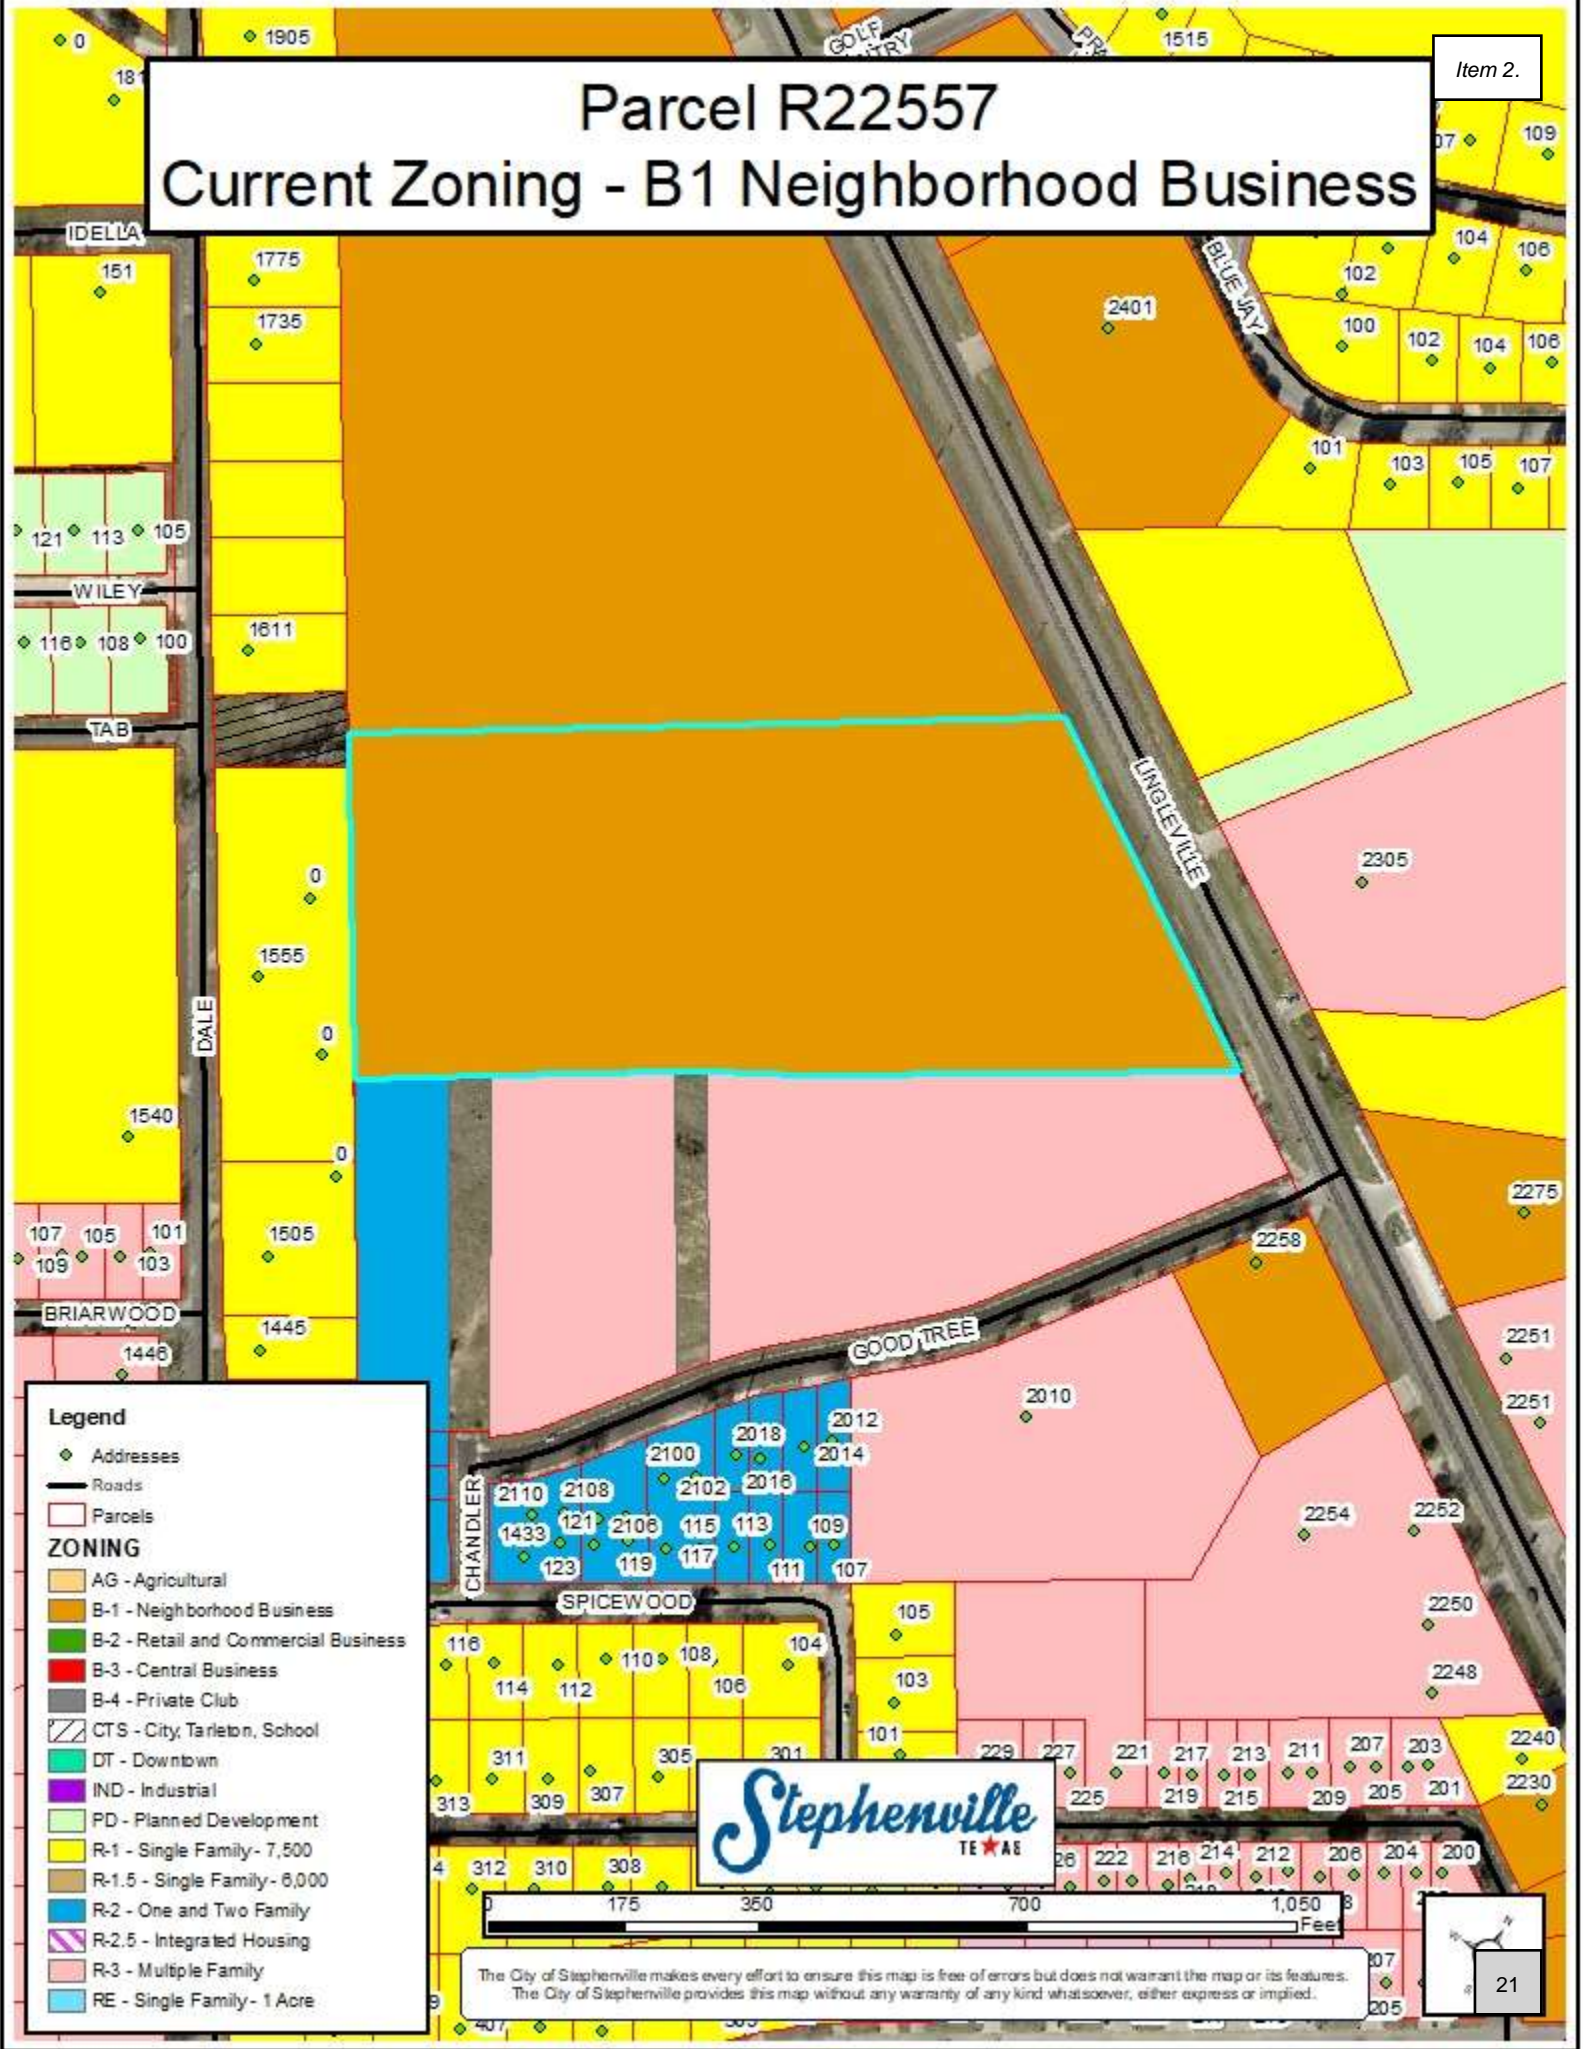 Item 2.
Parcel R22557
Current Zoning - B1 Neighborhood Business
0
1905
GOLF
1515
109
IDELLA
151
1775
1735
2401
BLUE JAY
102
104
106
100
102
104
106
101
103
105
107
121
113
105
WILEY
116
108
100
1611
TAB
LINGLEVILLE
2305
0
1555
0
DALE
1540
0
107
105
101
109
103
1505
2275
2258
BRIARWOOD
1445
1446
GOOD TREE
2251
2251
2010
2012
2018
2014
2100
2016
2102
2110
2108
121
2106
115
113
109
1433
123
119
117
111
107
CHANDLER
2254
2252
SPICEWOOD
105
2250
116
110
108
104
114
112
106
103
2248
101
311
305
301
229
227
221
217
213
211
207
203
2240
313
309
307
225
219
215
209
205
201
2230
312
310
308
222
216
214
212
206
204
200
205
Legend
Addresses
Roads
Parcels
ZONING
AG - Agricultural
B-1 - Neighborhood Business
B-2 - Retail and Commercial Business
B-3 - Central Business
B-4 - Private Club
CTS - City, Tarleton, School
DT - Downtown
IND - Industrial
PD - Planned Development
R-1 - Single Family - 7,500
R-1.5 - Single Family - 6,000
R-2 - One and Two Family
R-2.5 - Integrated Housing
R-3 - Multiple Family
RE - Single Family - 1 Acre
Stephenville
TEXAS
0 175 350 700 1,050
Feet
The City of Stephenville makes every effort to ensure this map is free of errors but does not warrant the map or its features.
The City of Stephenville provides this map without any warranty of any kind whatsoever, either express or implied.
N
21